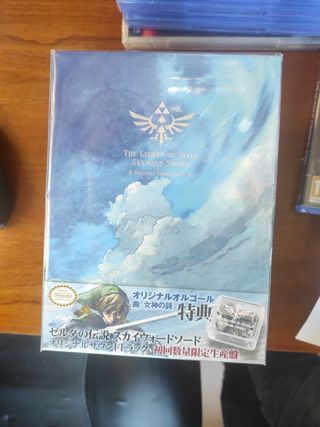 THE LEGEND OF ZELDA
SKYWARD SWORD
オリジナルオルゴール
曲「女神の詩」
特典
Nintendo
ゼルダの伝説 スカイウォードソード
オリジナルサウンドトラック 初回数量限定生産盤